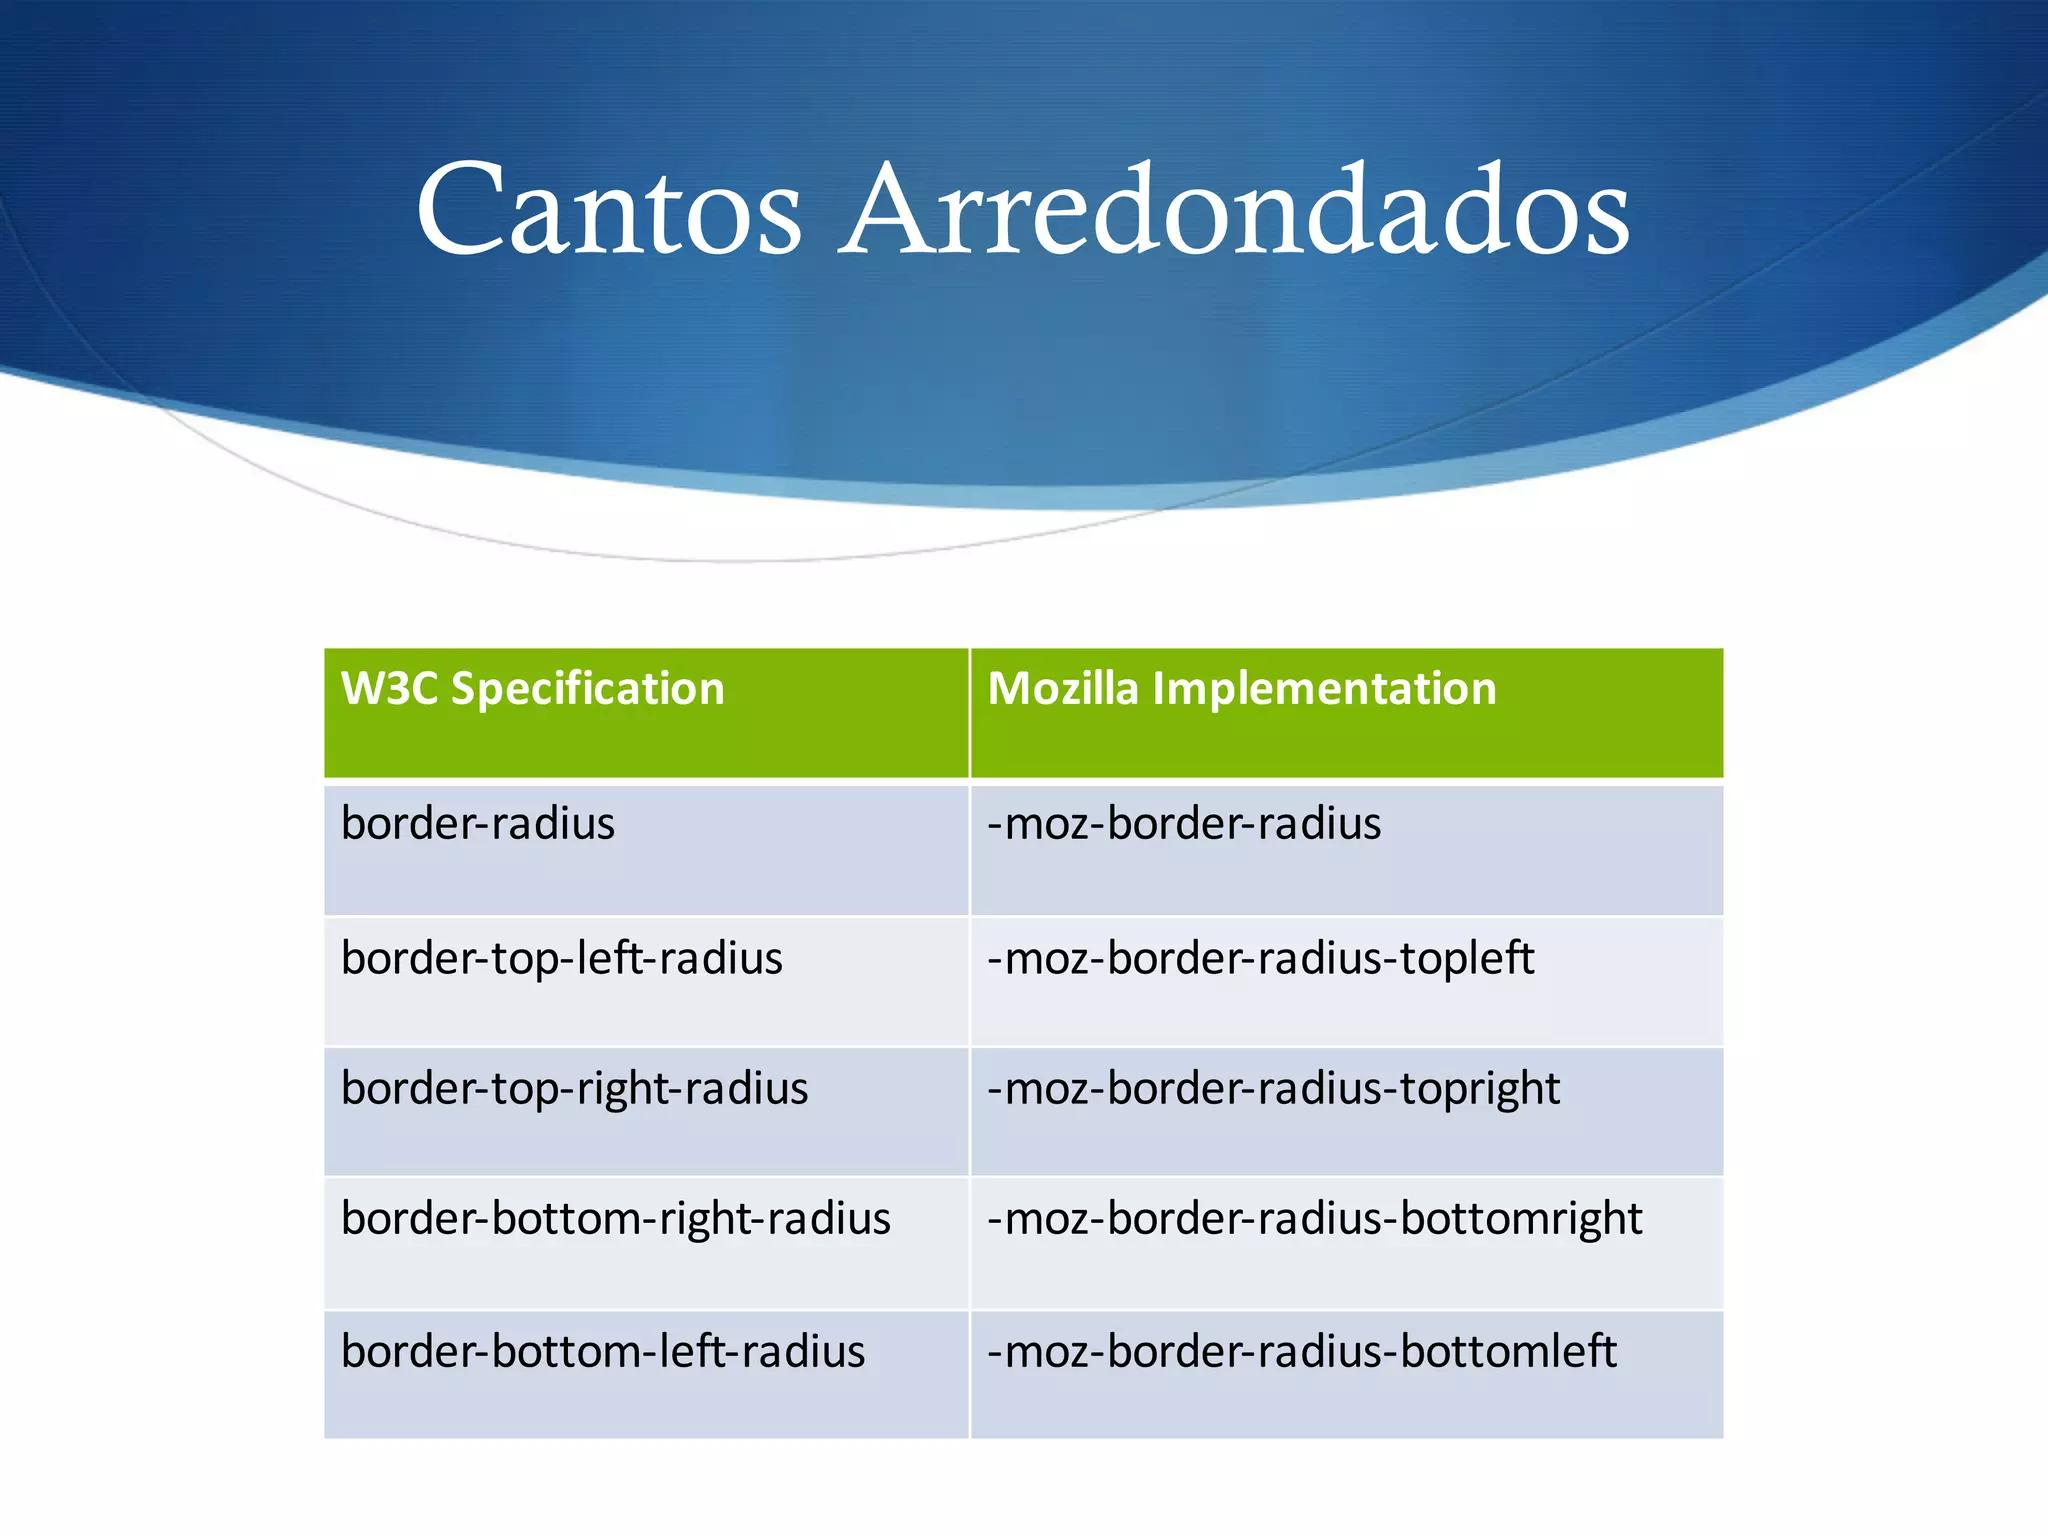 Cantos Arredondados
W3C Specification Mozilla Implementation
border-radius -moz-border-radius
border-top-left-radius -moz-border-radius-topleft
border-top-right-radius -moz-border-radius-topright
border-bottom-right-radius -moz-border-radius-bottomright
border-bottom-left-radius -moz-border-radius-bottomleft